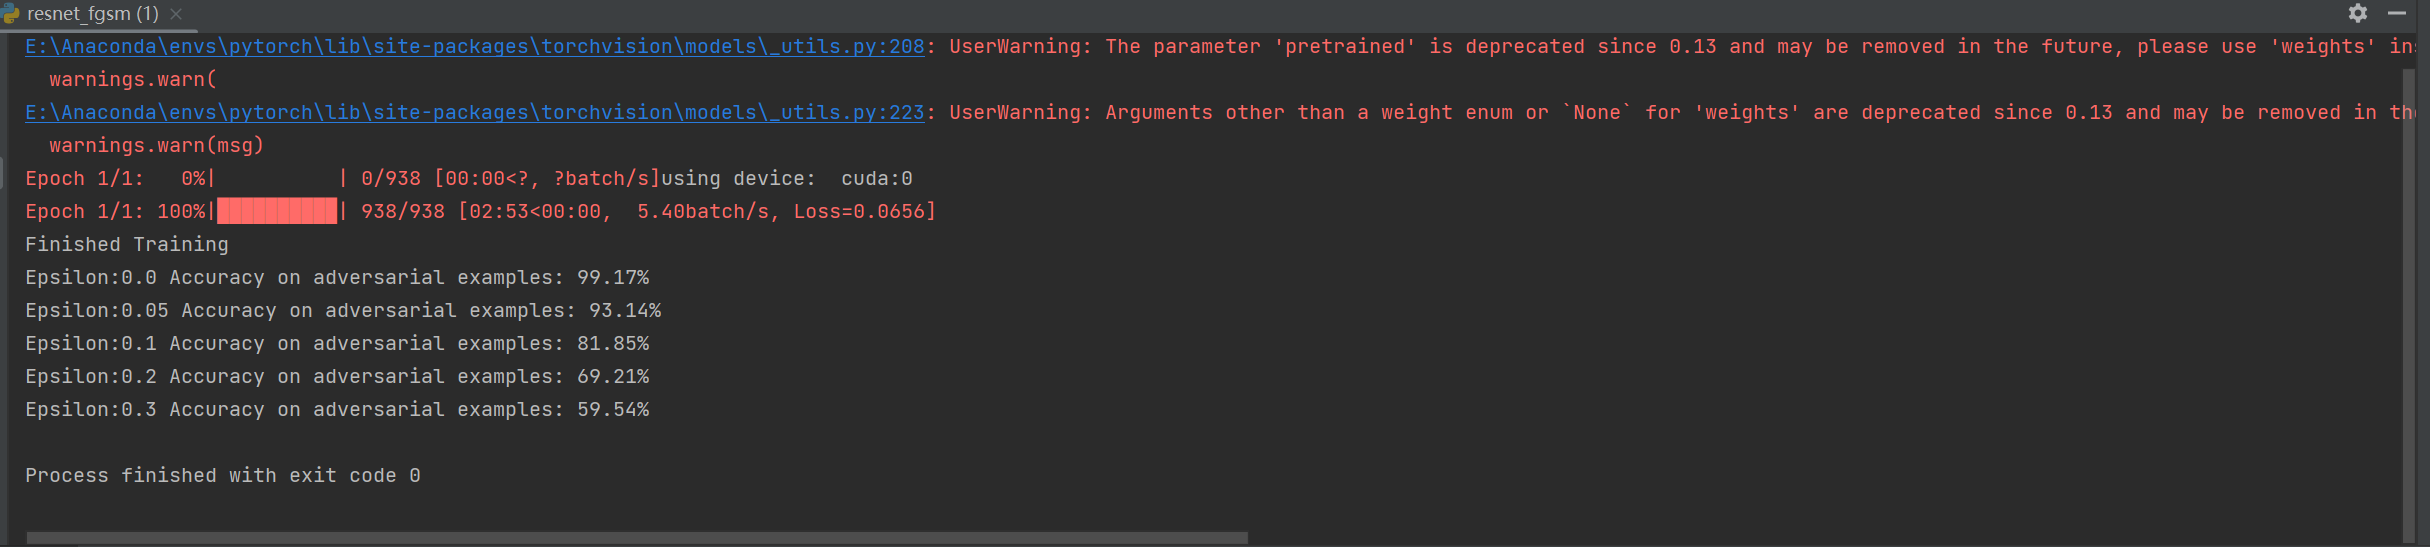 resnet_fgsm (1)
E:\Anaconda\envs\pytorch\lib\site-packages\torchvision\models\_utils.py:208: UserWarning: The parameter 'pretrained' is deprecated since 0.13 and may be removed in the future, please use 'weights' in
warnings.warn(
E:\Anaconda\envs\pytorch\lib\site-packages\torchvision\models\_utils.py:223: UserWarning: Arguments other than a weight enum or `None` for 'weights' are deprecated since 0.13 and may be removed in th
warnings.warn(msg)
Epoch 1/1:   0%|          | 0/938 [00:00<?, ?batch/s]using device:  cuda:0
Epoch 1/1: 100%|██████████| 938/938 [02:53<00:00,  5.40batch/s, Loss=0.0656]
Finished Training
Epsilon:0.0 Accuracy on adversarial examples: 99.17%
Epsilon:0.05 Accuracy on adversarial examples: 93.14%
Epsilon:0.1 Accuracy on adversarial examples: 81.85%
Epsilon:0.2 Accuracy on adversarial examples: 69.21%
Epsilon:0.3 Accuracy on adversarial examples: 59.54%
Process finished with exit code 0